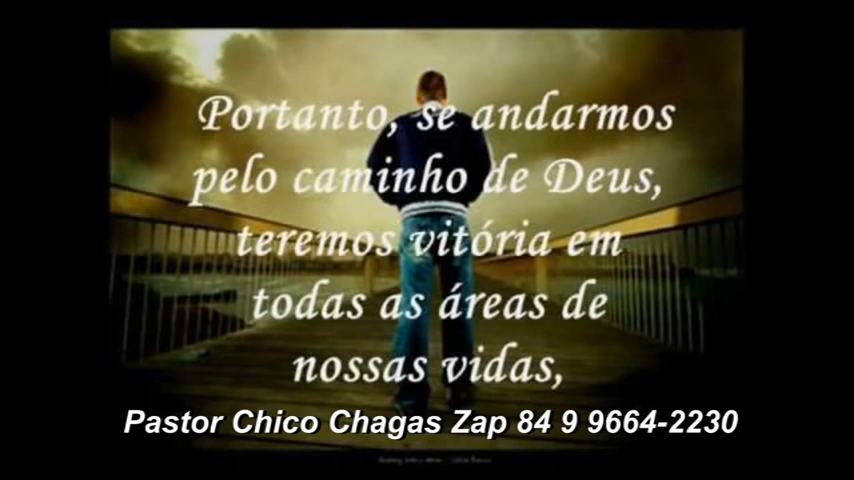 Portanto, se andarmos
pelo caminho de Deus,
teremos vitória em
todas as áreas de
nossas vidas,
Pastor Chico Chagas Zap 84 9 9664-2230